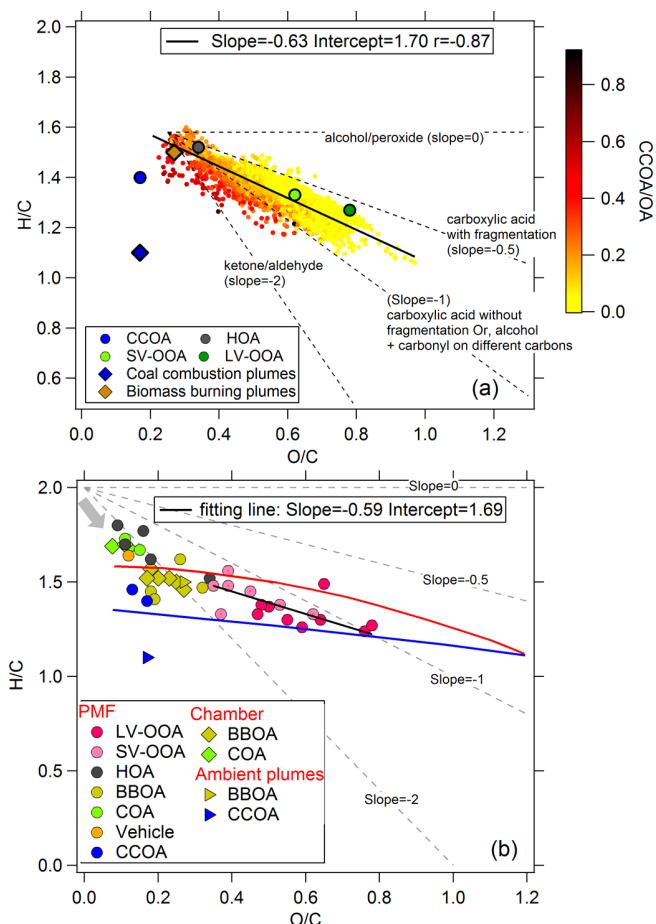 Slope=-0.63 Intercept=1.70 r=-0.87
2.0
1.8
1.6
1.4
1.2
1.0
0.8
0.6
H/C
alcohol/peroxide (slope=0)
carboxylic acid
with fragmentation
(slope=-0.5)
ketone/aldehyde
(slope=-2)
(Slope=-1)
carboxylic acid without
fragmentation Or, alcohol
+ carbonyl on different carbons
CCOA HOA
SV-OOA LV-OOA
Coal combustion plumes
Biomass burning plumes
(a)
0.0 0.2 0.4 0.6 0.8 1.0 1.2
O/C
0.8
0.6
0.4
0.2
0.0
CCOA/OA
2.0
1.5
1.0
0.5
0.0
H/C
Slope=0
fitting line: Slope=-0.59 Intercept=1.69
-0.5
Slope=-1
Slope=-2
PMF
LV-OOA
SV-OOA
HOA
BBOA
COA
Vehicle
CCOA
Chamber
BBOA
COA
Ambient plumes
BBOA
CCOA
(b)
0.0 0.2 0.4 0.6 0.8 1.0 1.2
O/C